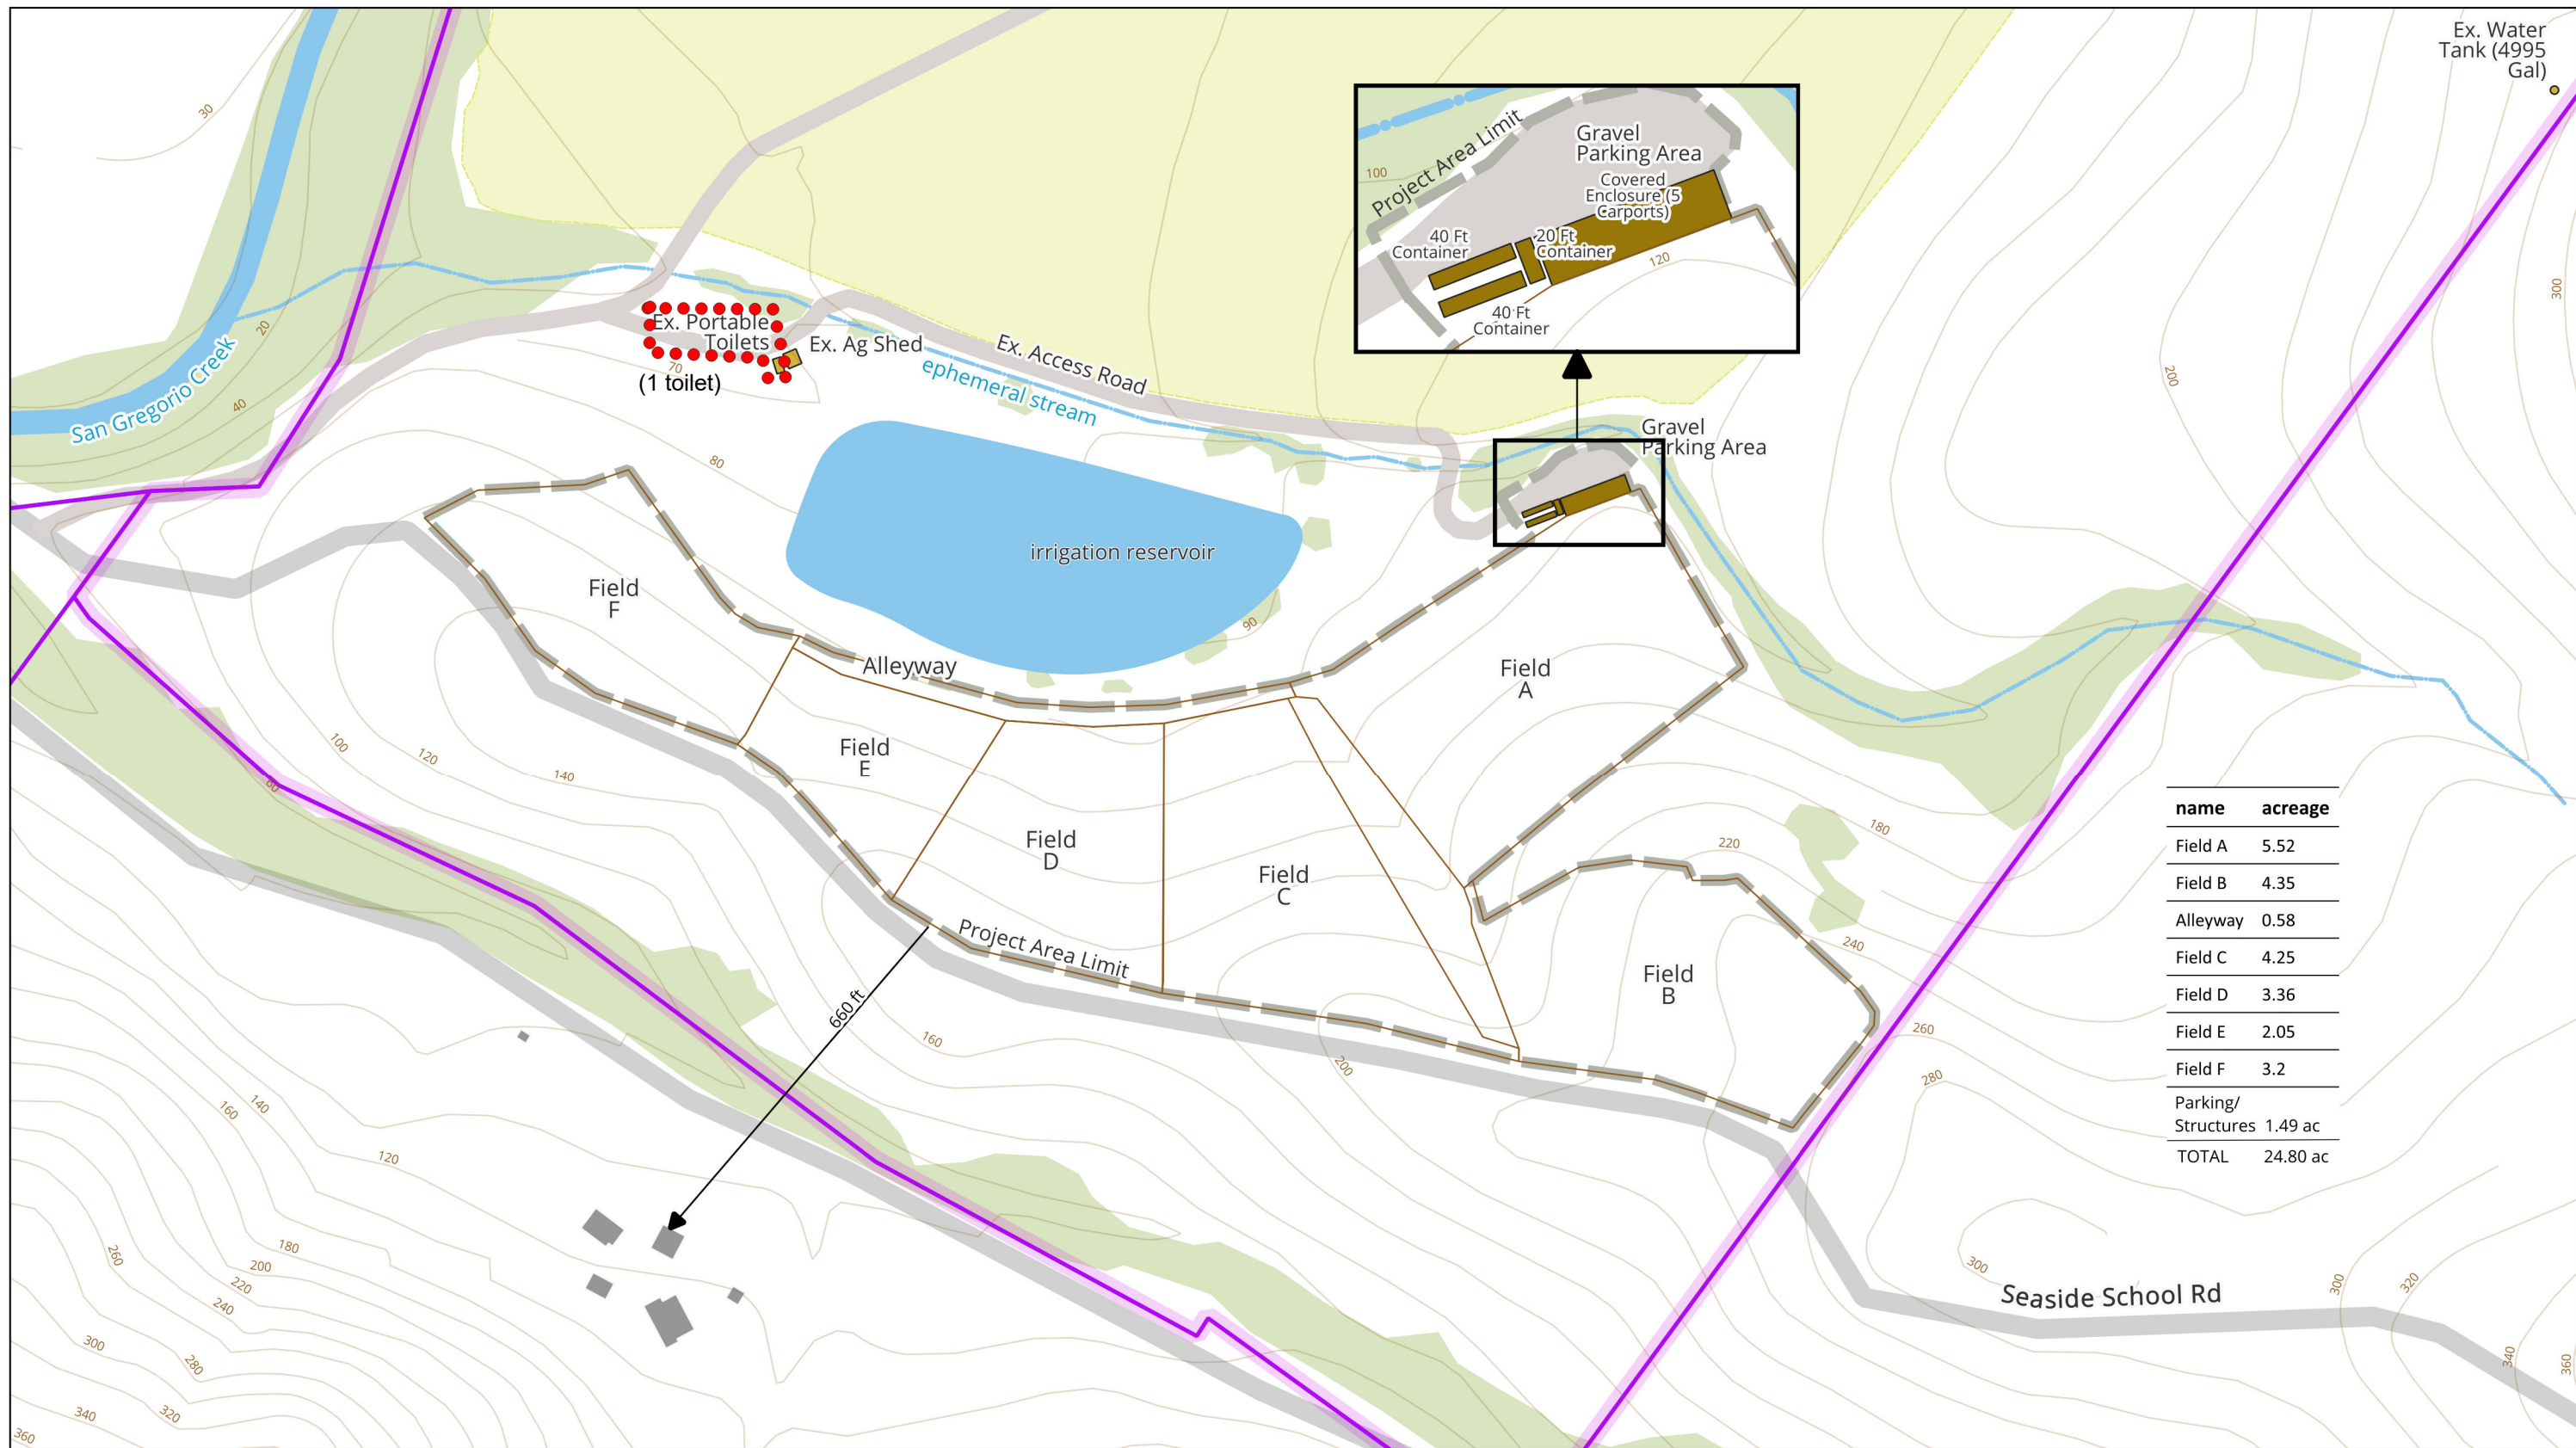 Ex. Water
Tank (4995
Gal)
30
Project Area Limit
Gravel
Parking Area
100
Covered
Enclosure (5
Carports)
40 Ft
Container
20 Ft
Container
120
40 Ft
Container
300
20
Ex. Portable
Toilets
Ex. Ag Shed
70
(1 toilet)
Ex. Access Road
ephemeral stream
San Gregorio Creek
40
200
80
Gravel
Parking Area
irrigation reservoir
Field
F
90
Alleyway
Field
A
100
120
140
60
Field
E
Field
D
Field
C
220
180
240
Project Area Limit
Field
B
660 ft
160
200
260
280
name acreage
Field A 5.52
Field B 4.35
Alleyway 0.58
Field C 4.25
Field D 3.36
Field E 2.05
Field F 3.2
Parking/
Structures 1.49 ac
TOTAL 24.80 ac
160
140
120
180
200
220
240
260
300
280
340
320
360
300
300
320
Seaside School Rd
340
360